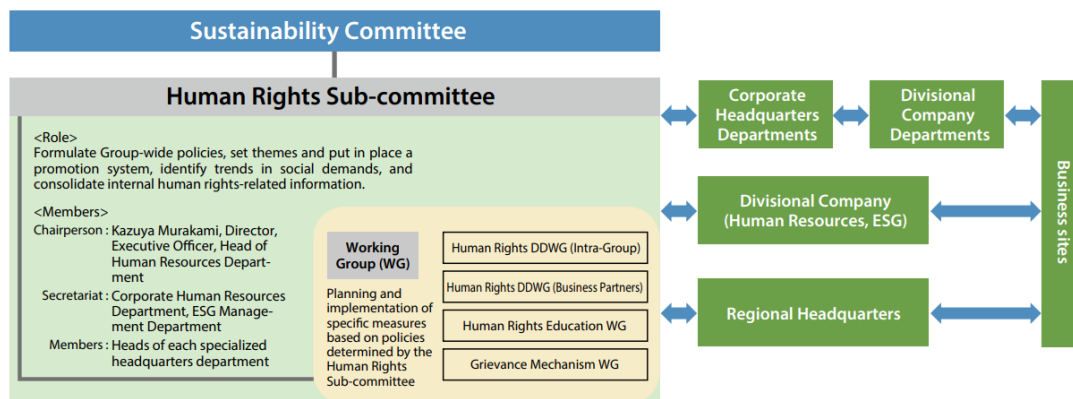 Sustainability Committee
Human Rights Sub-committee
<Role>
Formulate Group-wide policies, set themes and put in place a
promotion system, identify trends in social demands, and
consolidate internal human rights-related information.
<Members>
Chairperson : Kazuya Murakami, Director,
Executive Officer, Head of
Human Resources Depart-
ment
Secretariat : Corporate Human Resources
Department, ESG Manage-
ment Department
Members : Heads of each specialized
headquarters department
Working
Group (WG)
Planning and
implementation of
specific measures
based on policies
determined by the
Human Rights
Sub-committee
Human Rights DDWG (Intra-Group)
Human Rights DDWG (Business Partners)
Human Rights Education WG
Grievance Mechanism WG
Corporate
Headquarters
Departments
Divisional
Company
Departments
Divisional Company
(Human Resources, ESG)
Regional Headquarters
Business sites